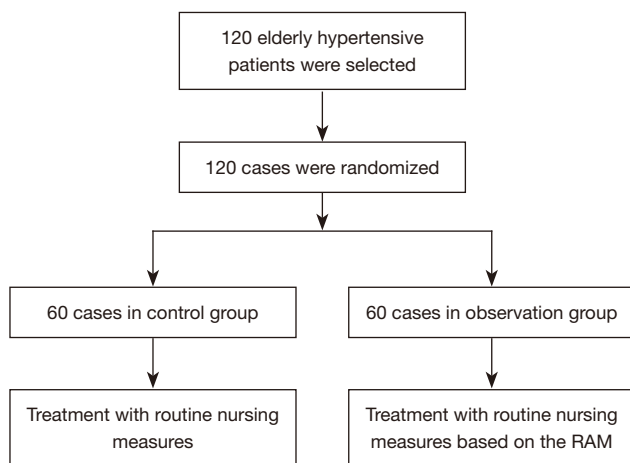 120 elderly hypertensive
patients were selected
120 cases were randomized
60 cases in control group
60 cases in observation group
Treatment with routine nursing
measures
Treatment with routine nursing
measures based on the RAM